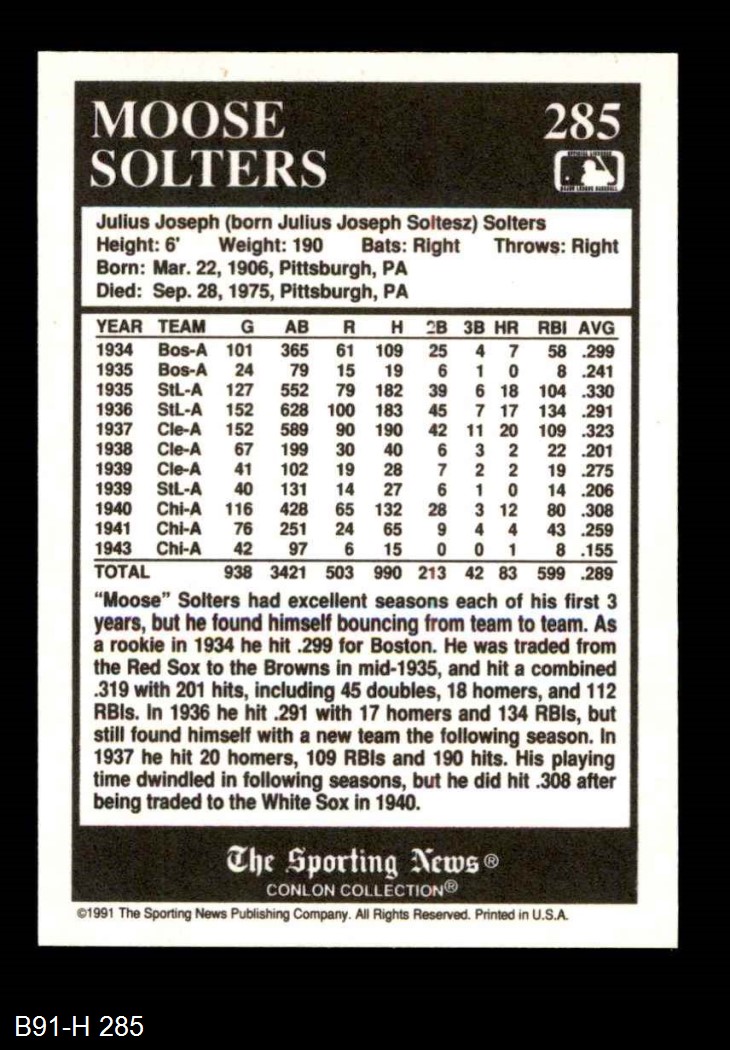 MOOSE
SOLTERS
285
OFFICIAL LICENSEE
MAJOR LEAGUE BASEBALL
Julius Joseph (born Julius Joseph Soltesz) Solters
Height: 6' Weight: 190 Bats: Right Throws: Right
Born: Mar. 22, 1906, Pittsburgh, PA
Died: Sep. 28, 1975, Pittsburgh, PA
YEAR TEAM G AB R H 2B 3B HR RBI AVG
1934 Bos-A 101 365 61 109 25 4 7 58 .299
1935 Bos-A 24 79 15 19 6 1 0 8 .241
1935 StL-A 127 552 79 182 39 6 18 104 .330
1936 StL-A 152 628 100 183 45 7 17 134 .291
1937 Cle-A 152 589 90 190 42 11 20 109 .323
1938 Cle-A 67 199 30 40 6 3 2 22 .201
1939 Cle-A 41 102 19 28 7 2 2 19 .275
1939 StL-A 40 131 14 27 6 1 0 14 .206
1940 Chi-A 116 428 65 132 28 3 12 80 .308
1941 Chi-A 76 251 24 65 9 4 4 43 .259
1943 Chi-A 42 97 6 15 0 0 1 8 .155
TOTAL 938 3421 503 990 213 42 83 599 .289
“Moose” Solters had excellent seasons each of his first 3
years, but he found himself bouncing from team to team. As
a rookie in 1934 he hit .299 for Boston. He was traded from
the Red Sox to the Browns in mid-1935, and hit a combined
.319 with 201 hits, including 45 doubles, 18 homers, and 112
RBIs. In 1936 he hit .291 with 17 homers and 134 RBIs, but
still found himself with a new team the following season. In
1937 he hit 20 homers, 109 RBIs and 190 hits. His playing
time dwindled in following seasons, but he did hit .308 after
being traded to the White Sox in 1940.
The Sporting News®
CONLON COLLECTION®
©1991 The Sporting News Publishing Company. All Rights Reserved. Printed in U.S.A.
B91-H 285